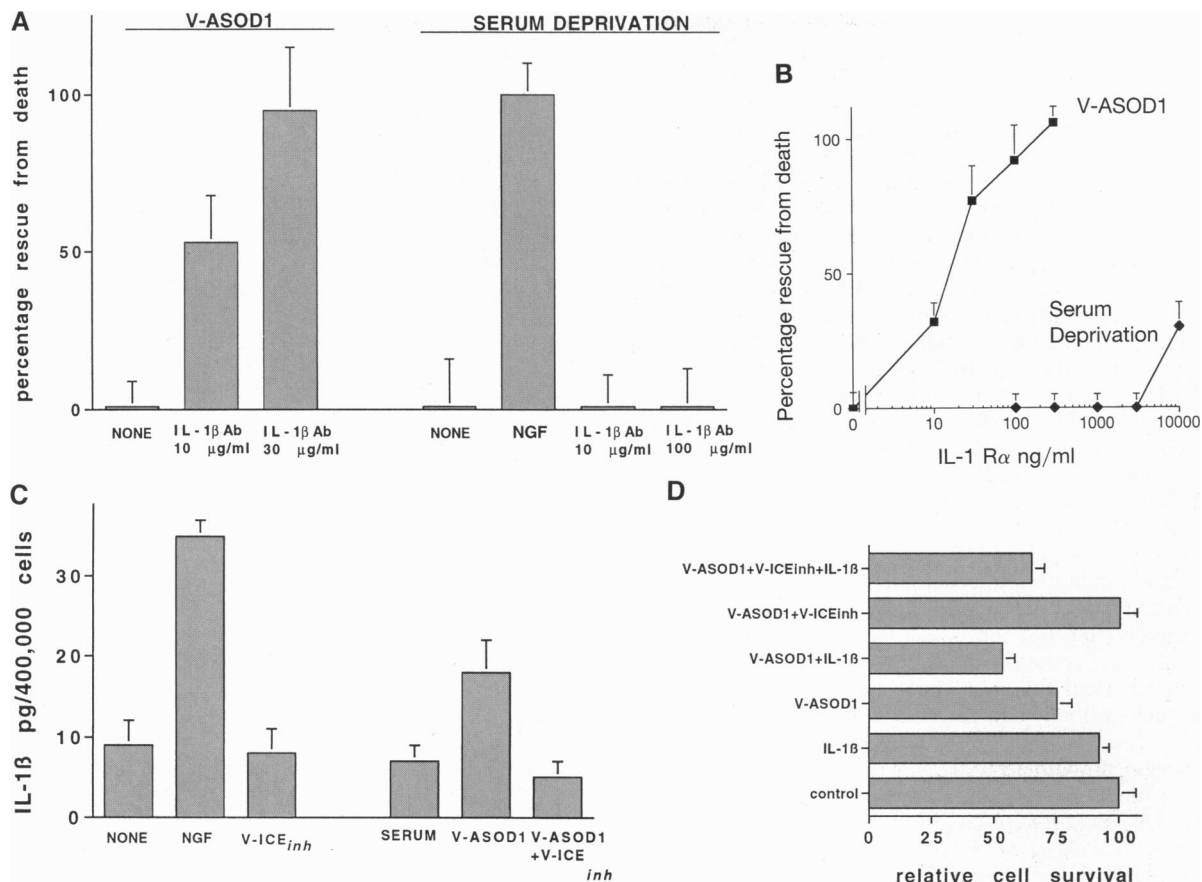 A
V-ASOD1
SERUM DEPRIVATION
percentage rescue from death
100
50
0
NONE
IL-1β Ab
10 μg/ml
IL-1β Ab
30 μg/ml
NONE
NGF
IL-1β Ab
10 μg/ml
IL-1β Ab
100 μg/ml
B
V-ASOD1
Percentage rescue from death
100
50
0
Serum
Deprivation
0
10
100
1000
10000
IL-1 Rα ng/ml
C
IL-1ß pg/400,000 cells
30
20
10
0
NONE
NGF
V-ICEinh
SERUM
V-ASOD1
V-ASOD1
+V-ICE
inh
D
V-ASOD1+V-ICEinh+IL-1ß
V-ASOD1+V-ICEinh
V-ASOD1+IL-1ß
V-ASOD1
IL-1ß
control
0
25
50
75
100
relative cell survival